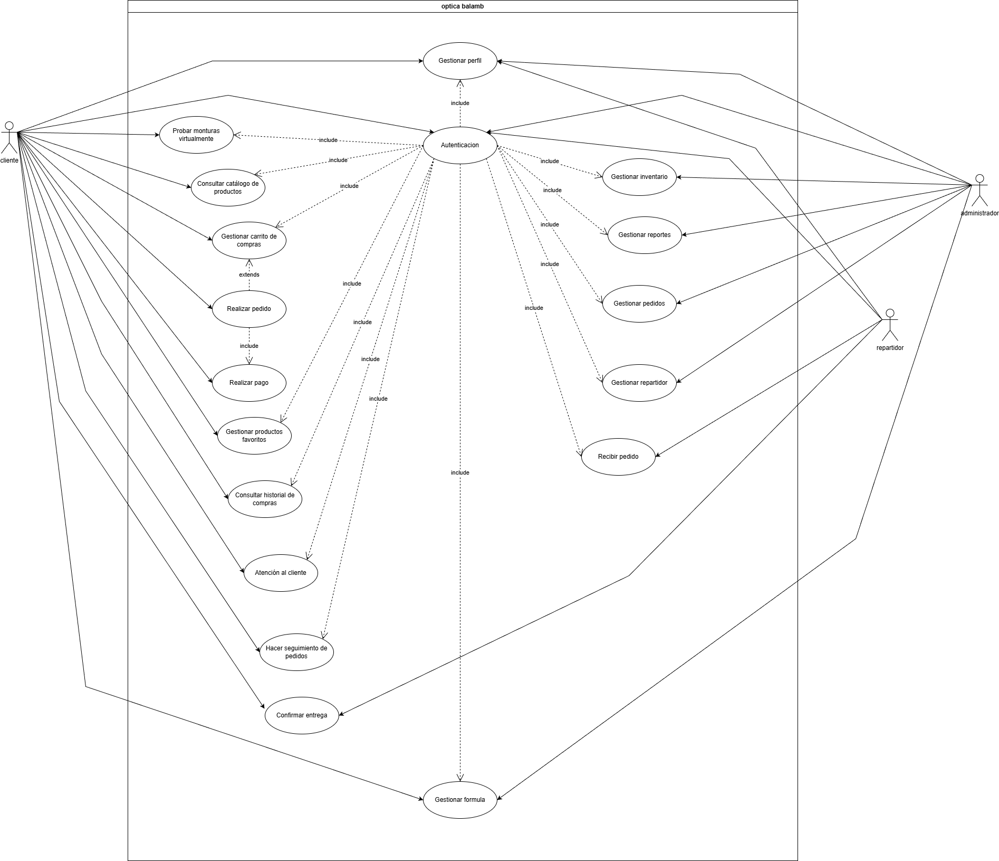 optica balamb
Gestionar perfil
include
Probar monturas
virtualmente
include
Autenticacion
cliente
include
include
Gestionar inventario
Consultar catálogo de
productos
include
include
administrador
Gestionar carrito de
compras
include
Gestionar reportes
include
extends
include
Realizar pedido
Gestionar pedidos
include
include
include
include
repartidor
include
Realizar pago
Gestionar repartidor
include
Gestionar productos
favoritos
Recibir pedido
include
Consultar historial de
compras
Atención al cliente
Hacer seguimiento de
pedidos
Confirmar entrega
Gestionar formula